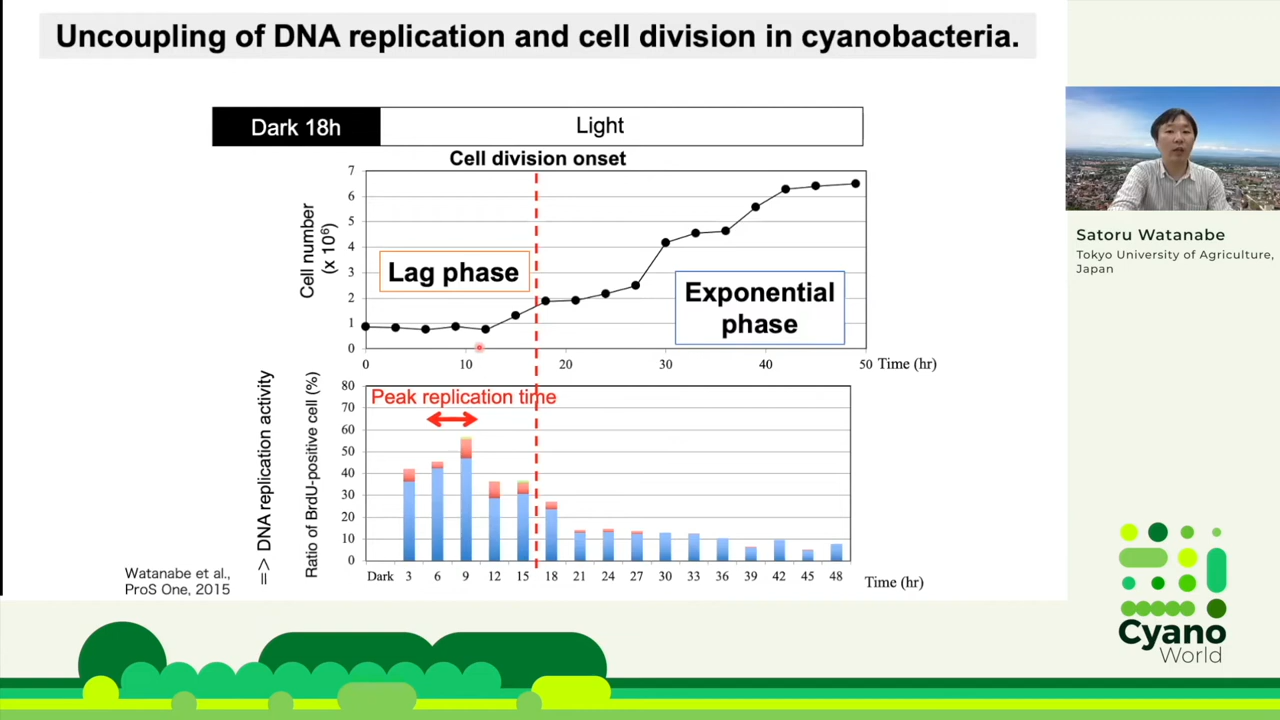 Uncoupling of DNA replication and cell division in cyanobacteria.
Dark 18h
Light
Cell division onset
Cell number
(x 10⁶)
7
6
5
4
3
2
1
0
Lag phase
Exponential
phase
0
10
20
30
40
50
Time (hr)
=> DNA replication activity
Ratio of BrdU-positive cell (%)
80
70
60
50
40
30
20
10
0
Peak replication time
Dark
3
6
9
12
15
18
21
24
27
30
33
36
39
42
45
48
Time (hr)
Watanabe et al.,
ProS One, 2015
Satoru Watanabe
Tokyo University of Agriculture,
Japan
Cyano
World